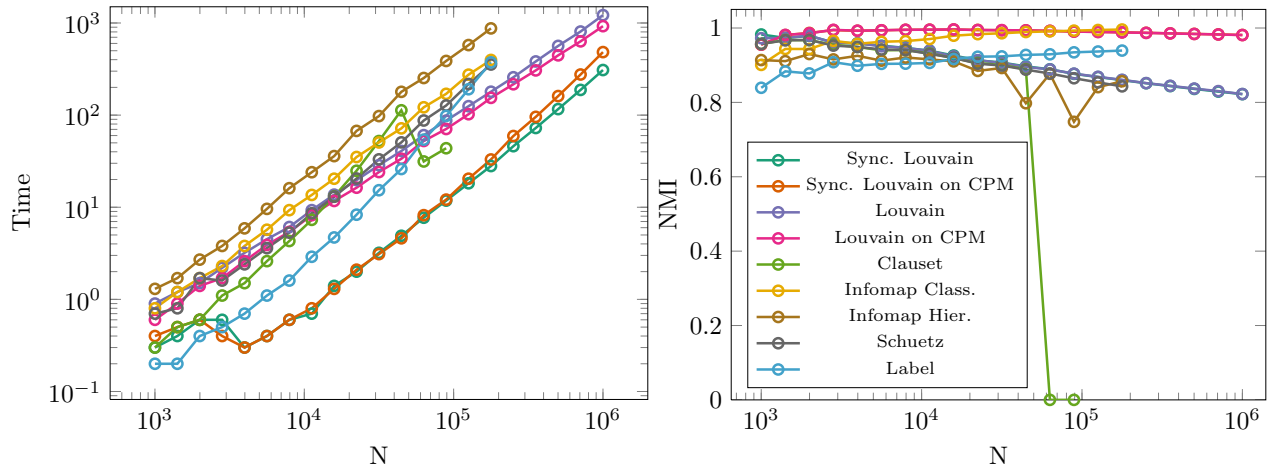 10^3
10^2
10^1
10^0
10^−1
Time
10^3
10^4
10^5
10^6
N
1
0.8
0.6
0.4
0.2
0
NMI
Sync. Louvain
Sync. Louvain on CPM
Louvain
Louvain on CPM
Clauset
Infomap Class.
Infomap Hier.
Schuetz
Label
10^3
10^4
10^5
10^6
N